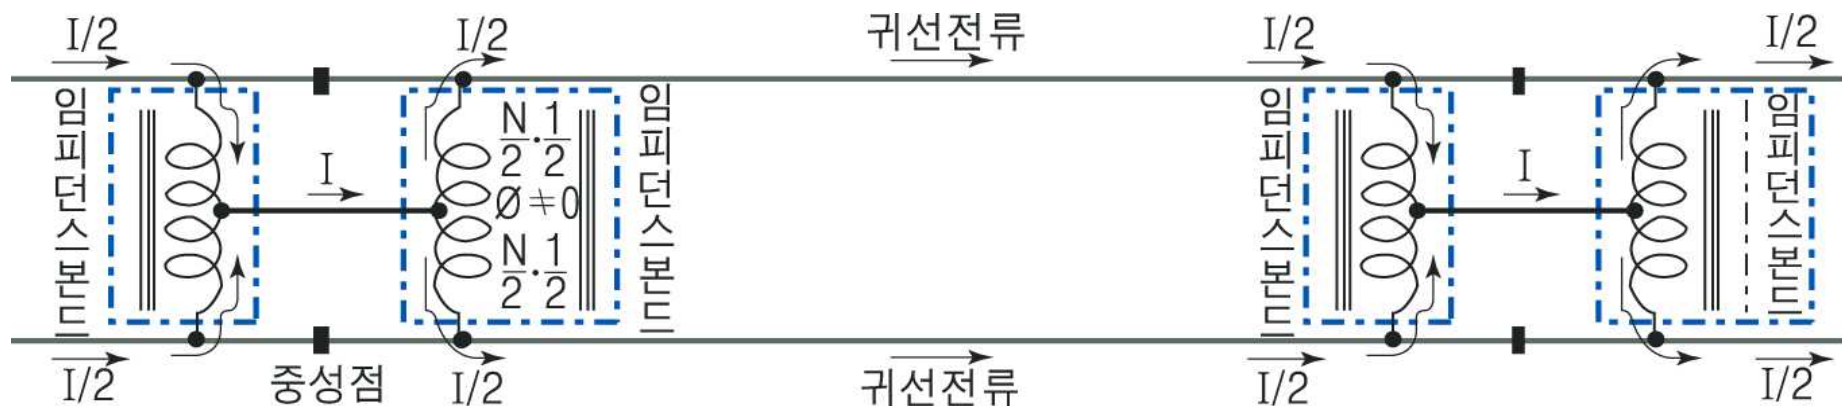 I/2
I/2
귀선전류
I/2
I/2
임피던스본드
I
N/2 · 1/2
Ø ≠ 0
N/2 · 1/2
임피던스본드
임피던스본드
I
임피던스본드
I/2
중성점
I/2
귀선전류
I/2
I/2